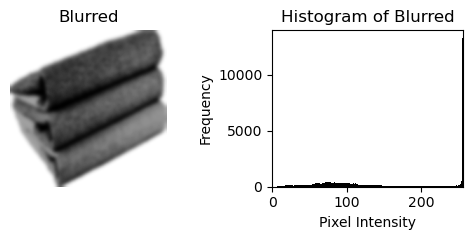 Blurred
Histogram of Blurred
Frequency
10000
5000
0
0
100
200
Pixel Intensity